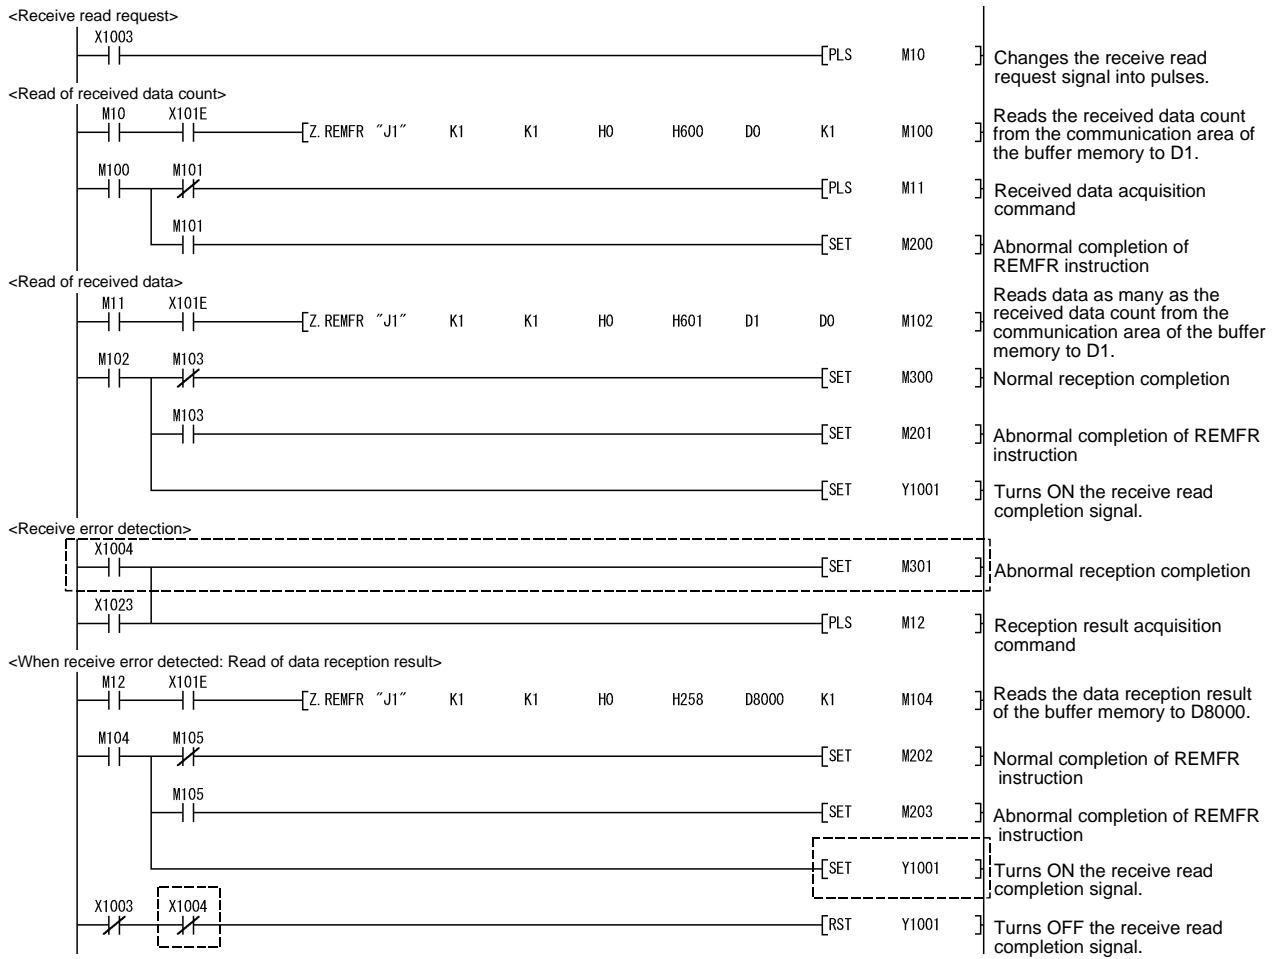 <Receive read request>
X1003
PLS M10
Changes the receive read
request signal into pulses.
<Read of received data count>
M10 X101E
Z.REMFR "J1" K1 K1 H0 H600 D0 K1 M100
Reads the received data count
from the communication area of
the buffer memory to D1.
M100 M101
PLS M11
Received data acquisition
command
M101
SET M200
Abnormal completion of
REMFR instruction
<Read of received data>
M11 X101E
Z.REMFR "J1" K1 K1 H0 H601 D1 D0 M102
Reads data as many as the
received data count from the
communication area of the buffer
memory to D1.
M102 M103
SET M300
Normal reception completion
M103
SET M201
Abnormal completion of REMFR
instruction
SET Y1001
Turns ON the receive read
completion signal.
<Receive error detection>
X1004
SET M301
Abnormal reception completion
X1023
PLS M12
Reception result acquisition
command
<When receive error detected: Read of data reception result>
M12 X101E
Z.REMFR "J1" K1 K1 H0 H258 D8000 K1 M104
Reads the data reception result
of the buffer memory to D8000.
M104 M105
SET M202
Normal completion of REMFR
instruction
M105
SET M203
Abnormal completion of REMFR
instruction
SET Y1001
Turns ON the receive read
completion signal.
X1003 X1004
RST Y1001
Turns OFF the receive read
completion signal.